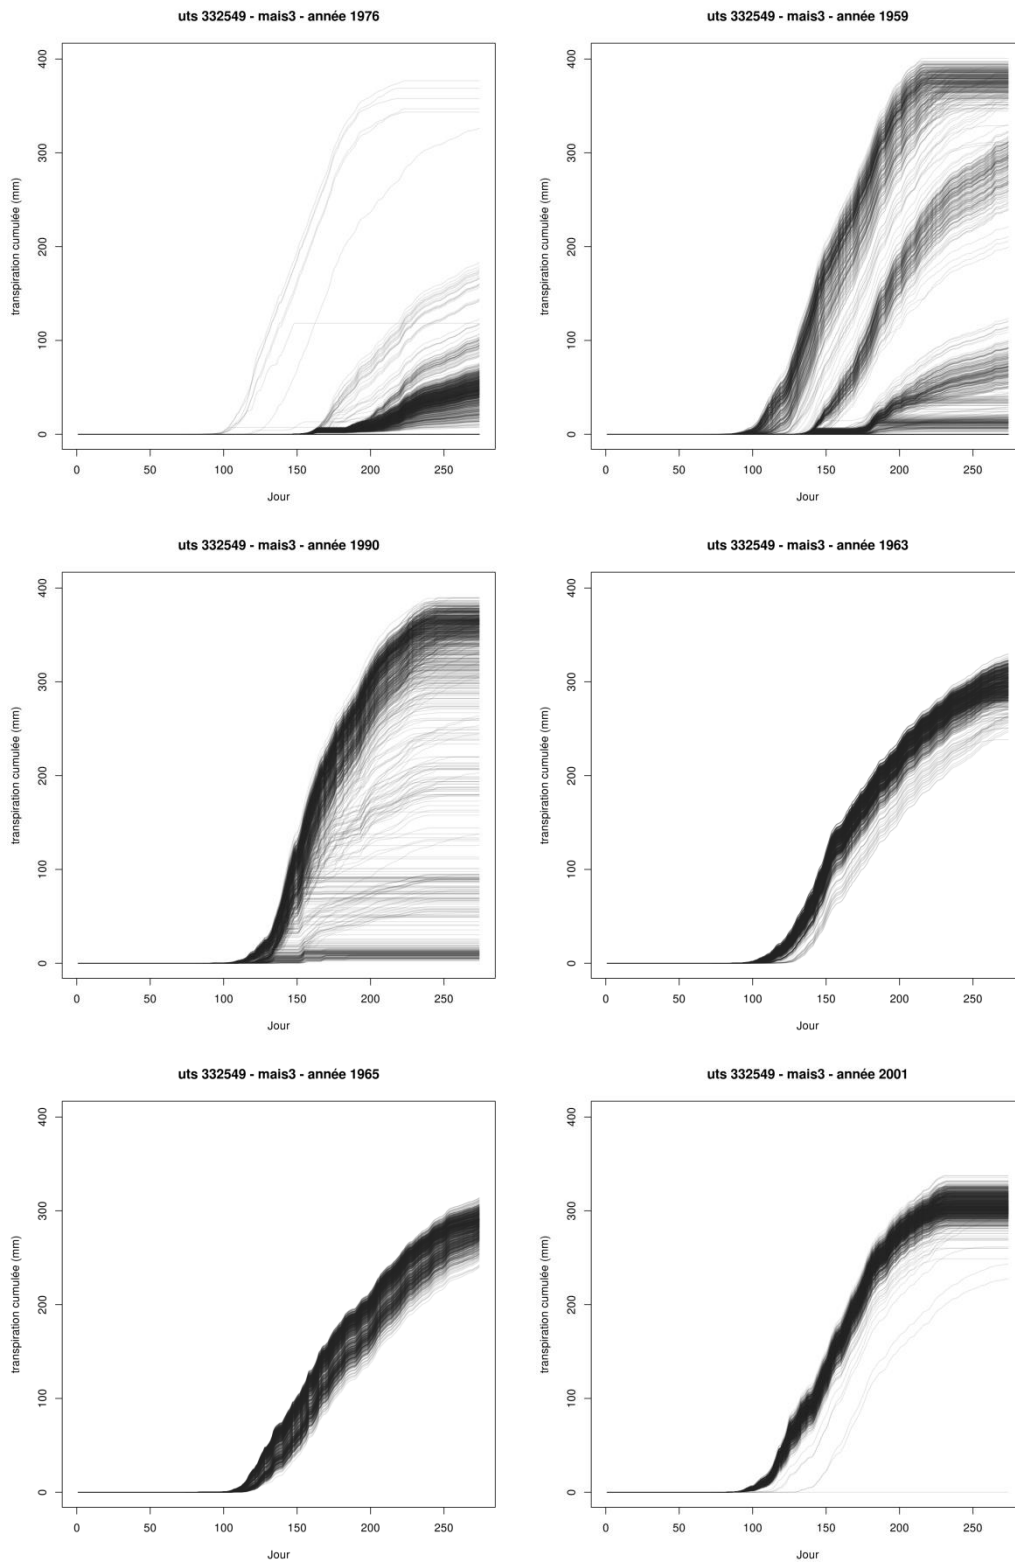 uts 332549 - mais3 - année 1976
transpiration cumulée (mm)
400
300
200
100
0
0 50 100 150 200 250
Jour
uts 332549 - mais3 - année 1959
transpiration cumulée (mm)
400
300
200
100
0
0 50 100 150 200 250
Jour
uts 332549 - mais3 - année 1990
transpiration cumulée (mm)
400
300
200
100
0
0 50 100 150 200 250
Jour
uts 332549 - mais3 - année 1963
transpiration cumulée (mm)
400
300
200
100
0
0 50 100 150 200 250
Jour
uts 332549 - mais3 - année 1965
transpiration cumulée (mm)
400
300
200
100
0
0 50 100 150 200 250
Jour
uts 332549 - mais3 - année 2001
transpiration cumulée (mm)
400
300
200
100
0
0 50 100 150 200 250
Jour